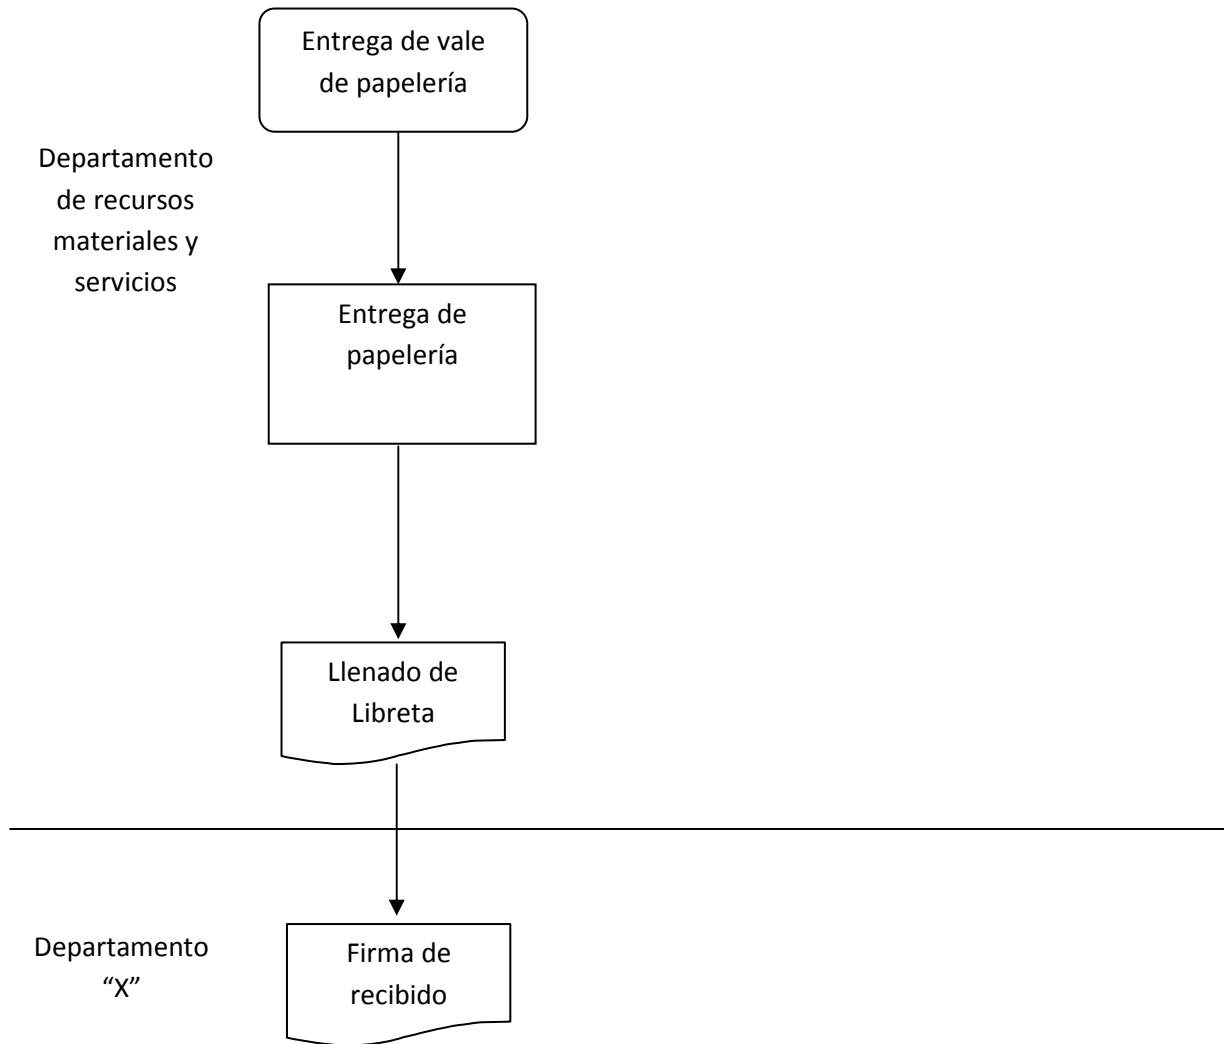 Entrega de vale
de papelería
Departamento
de recursos
materiales y
servicios
Entrega de
papelería
Llenado de
Libreta
Departamento
“X”
Firma de
recibido